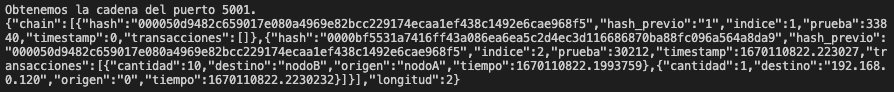 Obtenemos la cadena del puerto 5001.
{"chain":[{"hash":"000050d9482c659017e080a4969e82bcc229174ecaa1ef438c1492e6cae968f5","hash_previo":"1","indice":1,"prueba":338
40,"timestamp":0,"transacciones":[]},{"hash":"0000bf5531a7416ff43a086ea6ea5c2d4ec3d116686870ba88fc096a564a8da9","hash_previo":
"000050d9482c659017e080a4969e82bcc229174ecaa1ef438c1492e6cae968f5","indice":2,"prueba":30212,"timestamp":1670110822.223027,"tr
ansacciones":[{"cantidad":10,"destino":"nodoB","origen":"nodoA","tiempo":1670110822.1993759},{"cantidad":1,"destino":"192.168.
0.120","origen":"0","tiempo":1670110822.2230232}]}],"longitud":2}